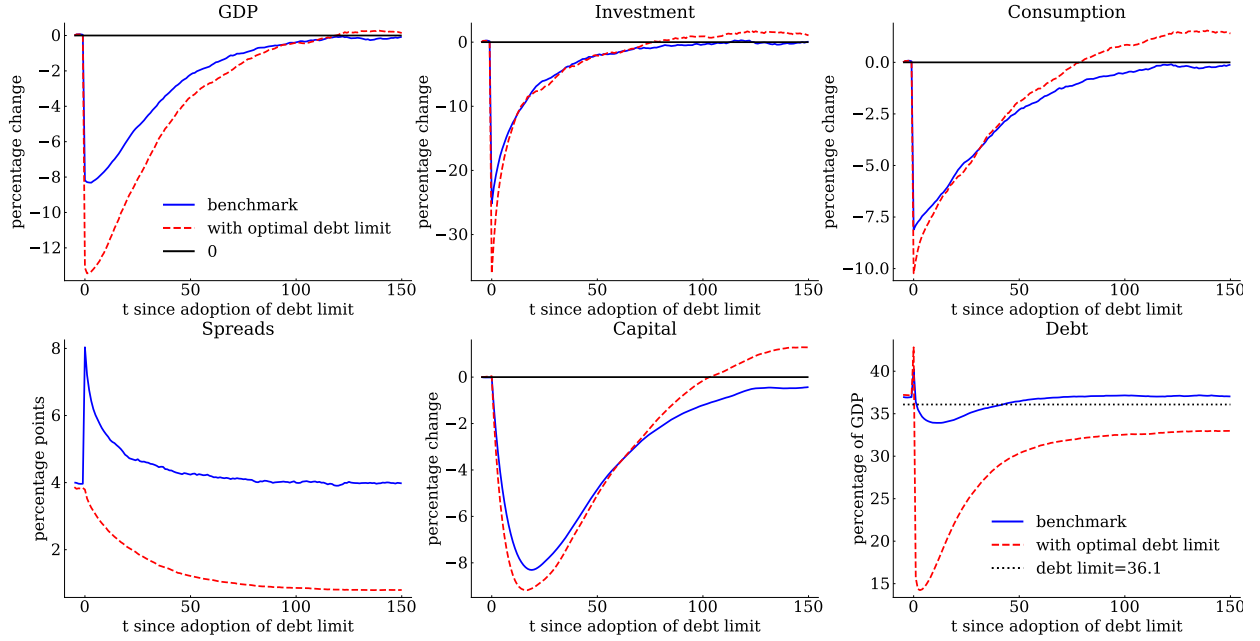 GDP
percentage change
0
−2
−4
−6
−8
−10
−12
benchmark
with optimal debt limit
0
0
50
100
150
t since adoption of debt limit
Investment
percentage change
0
−10
−20
−30
0
50
100
150
t since adoption of debt limit
Consumption
percentage change
0.0
−2.5
−5.0
−7.5
−10.0
0
50
100
150
t since adoption of debt limit
Spreads
percentage points
8
6
4
2
0
50
100
150
t since adoption of debt limit
Capital
percentage change
0
−2
−4
−6
−8
0
50
100
150
t since adoption of debt limit
Debt
percentage of GDP
40
35
30
25
20
15
benchmark
with optimal debt limit
debt limit=36.1
0
50
100
150
t since adoption of debt limit